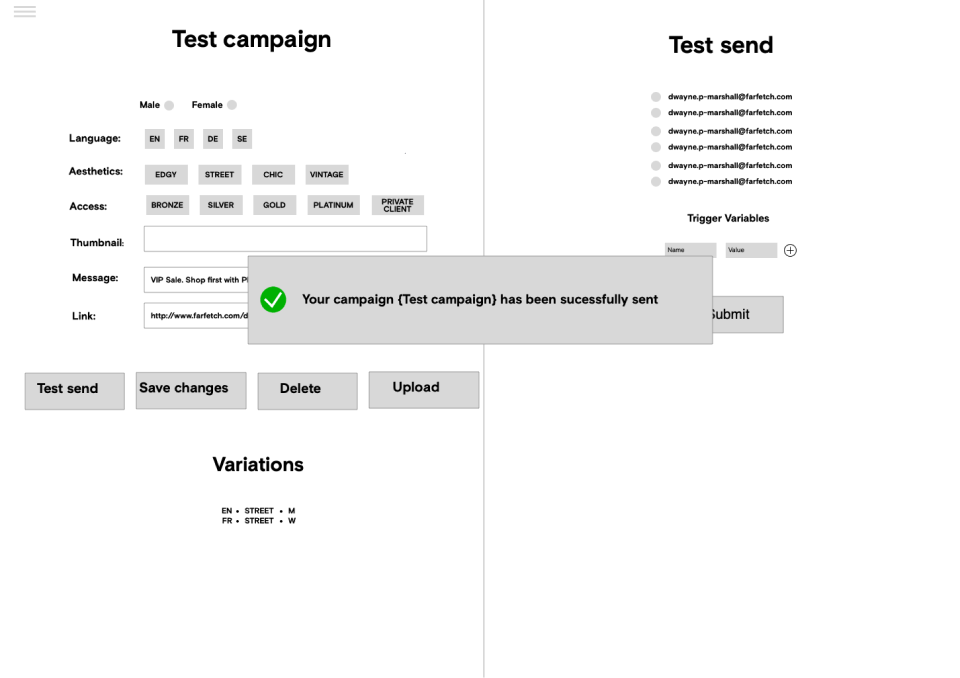 Test campaign
Male
Female
Language:
EN
FR
DE
SE
Aesthetics:
EDGY
STREET
CHIC
VINTAGE
Access:
BRONZE
SILVER
GOLD
PLATINUM
PRIVATE
CLIENT
Thumbnail:
Message:
VIP Sale. Shop first with
Link:
http://www.farfetch.com/
Your campaign {Test campaign} has been sucessfully sent
Test send
Save changes
Delete
Upload
Variations
EN • STREET • M
FR • STREET • W
Test send
dwayne.p-marshall@farfetch.com
dwayne.p-marshall@farfetch.com
dwayne.p-marshall@farfetch.com
dwayne.p-marshall@farfetch.com
dwayne.p-marshall@farfetch.com
dwayne.p-marshall@farfetch.com
Trigger Variables
Name
Value
Submit